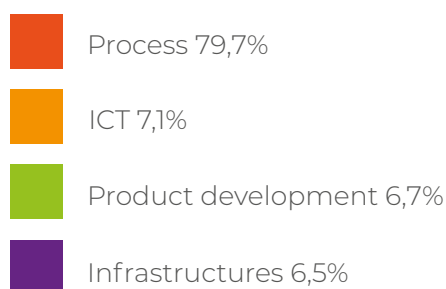 Process 79,7%
ICT 7,1%
Product development 6,7%
Infrastructures 6,5%